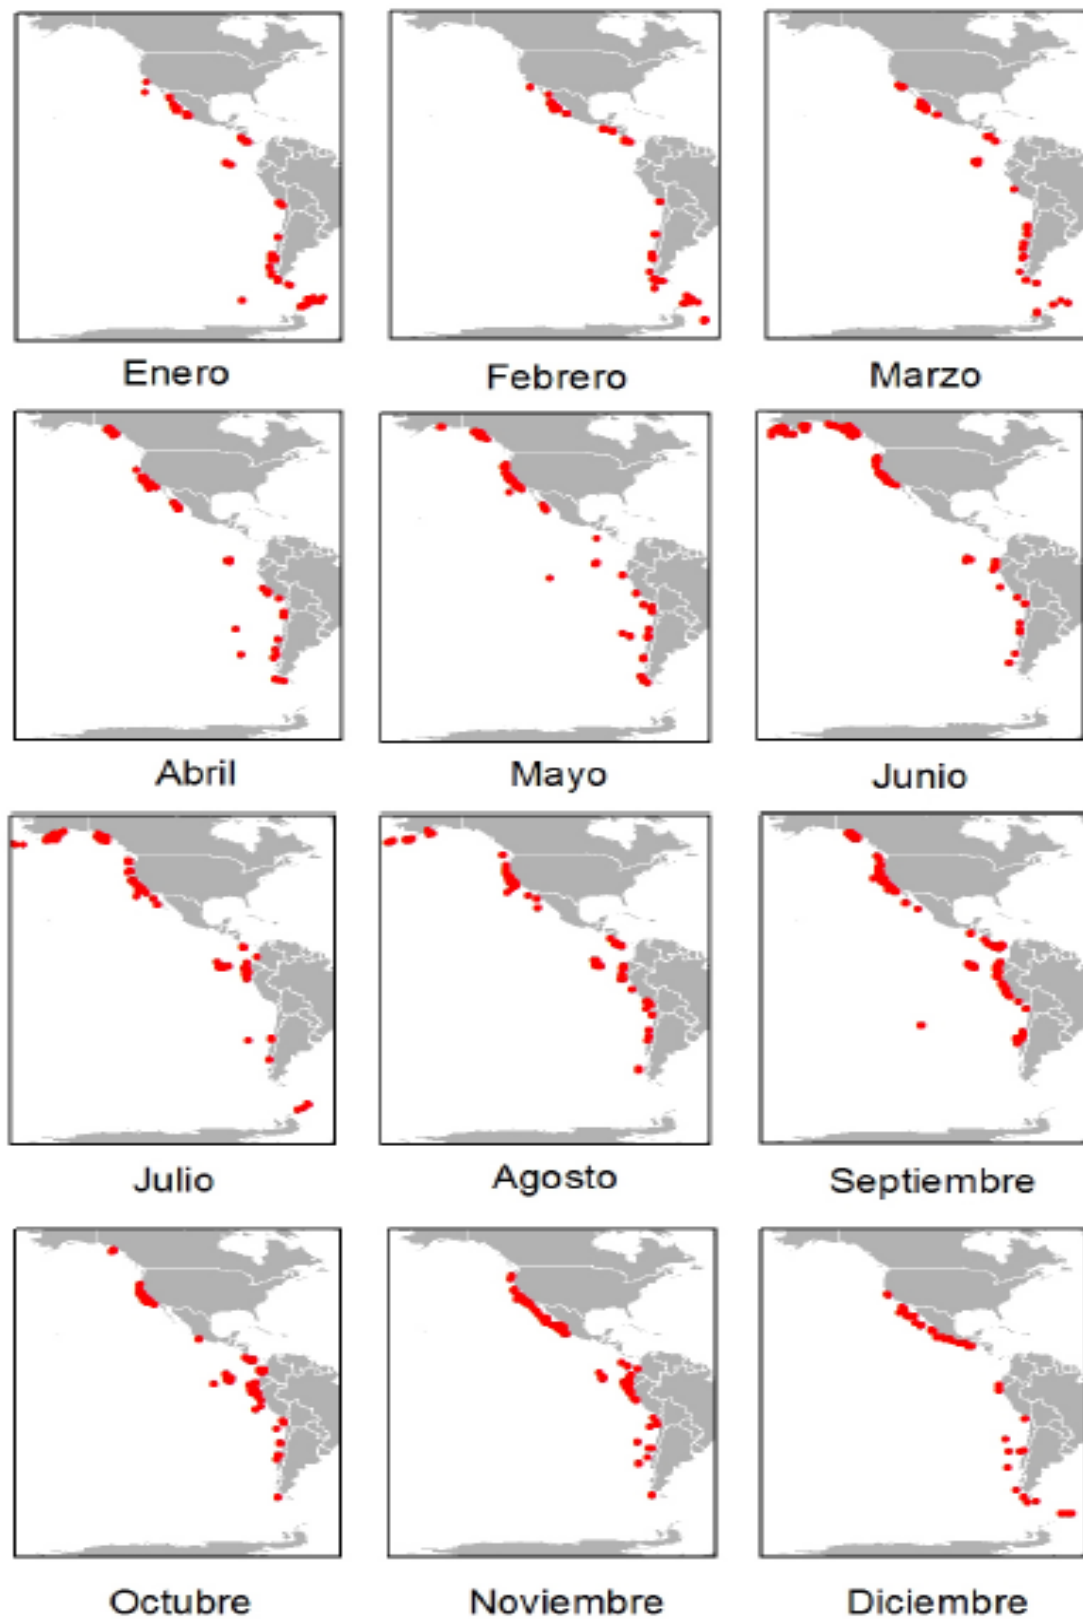 Enero
Febrero
Marzo
Abril
Mayo
Junio
Julio
Agosto
Septiembre
Octubre
Noviembre
Diciembre